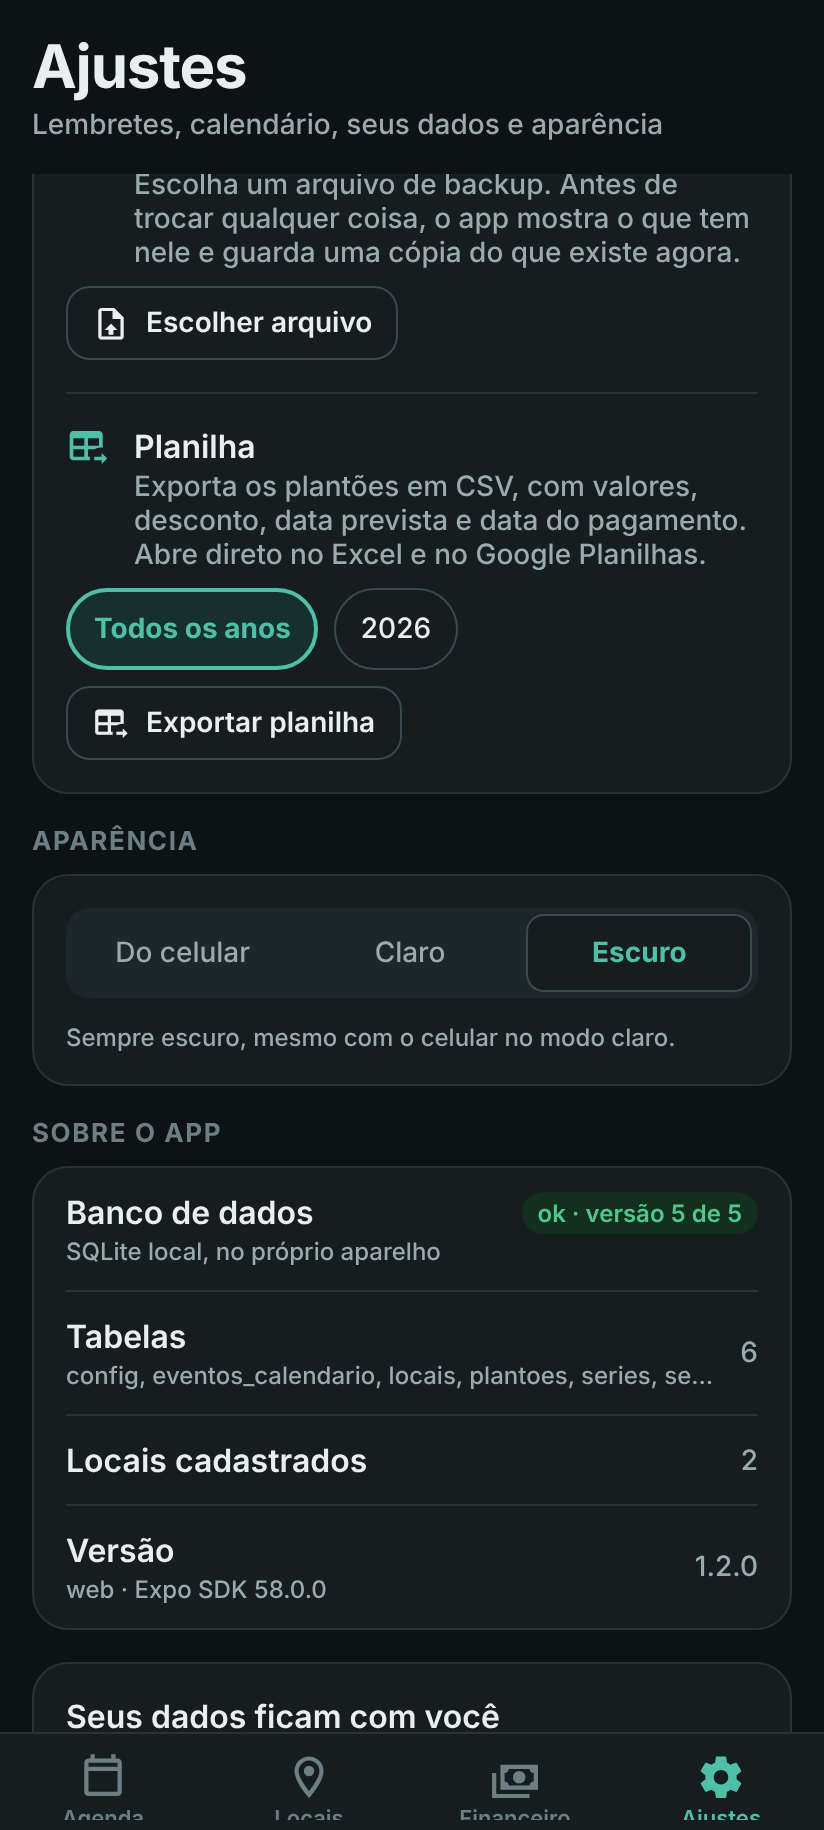 Ajustes
Lembretes, calendário, seus dados e aparência
Escolha um arquivo de backup. Antes de
trocar qualquer coisa, o app mostra o que tem
nele e guarda uma cópia do que existe agora.
Escolher arquivo
Planilha
Exporta os plantões em CSV, com valores,
desconto, data prevista e data do pagamento.
Abre direto no Excel e no Google Planilhas.
Todos os anos
2026
Exportar planilha
APARÊNCIA
Do celular
Claro
Escuro
Sempre escuro, mesmo com o celular no modo claro.
SOBRE O APP
Banco de dados
ok · versão 5 de 5
SQLite local, no próprio aparelho
Tabelas
6
config, eventos_calendario, locais, plantoes, series, se...
Locais cadastrados
2
Versão
1.2.0
web · Expo SDK 58.0.0
Seus dados ficam com você
Agenda
Locais
Financeiro
Ajustes